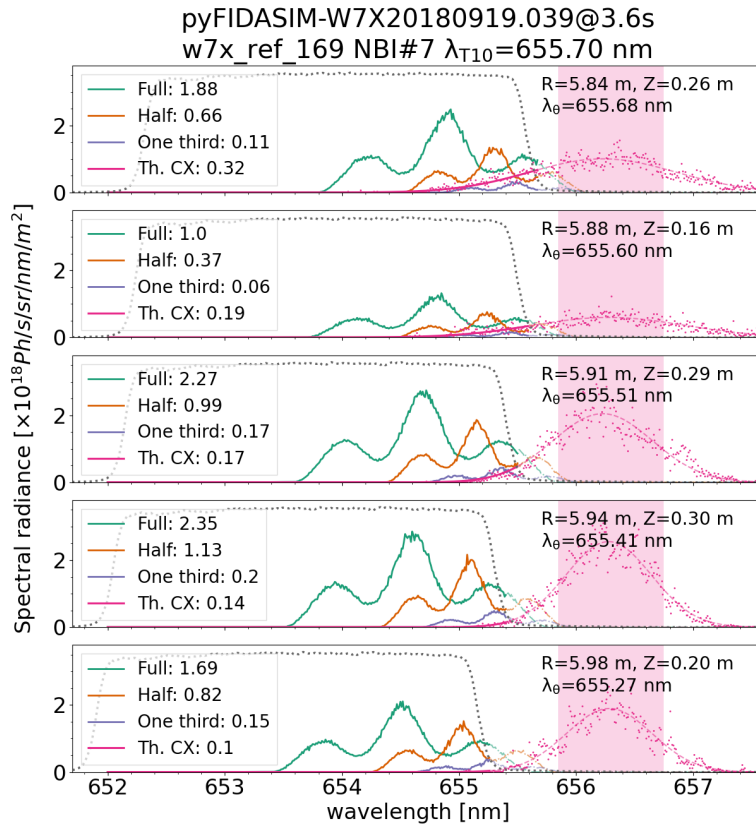 pyFIDASIM-W7X20180919.039@3.6s
w7x_ref_169 NBI#7 λT10=655.70 nm
Spectral radiance [×10^18 Ph/s/sr/nm/m^2]
Full: 1.88
Half: 0.66
One third: 0.11
Th. CX: 0.32
R=5.84 m, Z=0.26 m
λθ=655.68 nm
2
0
Full: 1.0
Half: 0.37
One third: 0.06
Th. CX: 0.19
R=5.88 m, Z=0.16 m
λθ=655.60 nm
2
0
Full: 2.27
Half: 0.99
One third: 0.17
Th. CX: 0.17
R=5.91 m, Z=0.29 m
λθ=655.51 nm
2
0
Full: 2.35
Half: 1.13
One third: 0.2
Th. CX: 0.14
R=5.94 m, Z=0.30 m
λθ=655.41 nm
2
0
Full: 1.69
Half: 0.82
One third: 0.15
Th. CX: 0.1
R=5.98 m, Z=0.20 m
λθ=655.27 nm
2
0
652 653 654 655 656 657
wavelength [nm]